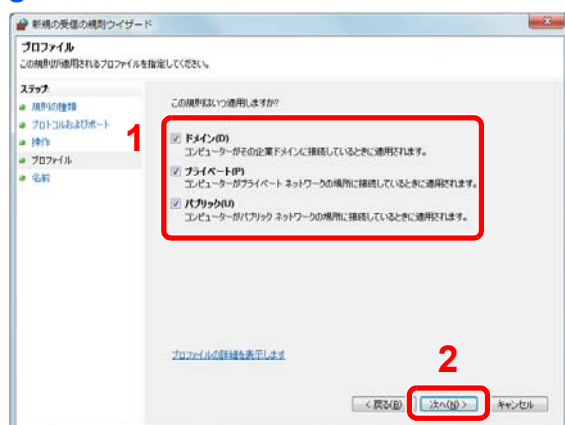 新規の受信の規則ウィザード
プロファイル
この規則が適用されるプロファイルを指定してください。
ステップ:
規則の種類
プロトコルおよびポート
操作
プロファイル
名前
この規則はいつ適用しますか?
1
ドメイン(D)
コンピューターがその企業ドメインに接続しているときに適用されます。
プライベート(P)
コンピューターがプライベート ネットワークの場所に接続しているときに適用されます。
パブリック(U)
コンピューターがパブリック ネットワークの場所に接続しているときに適用されます。
プロファイルの詳細を表示します
2
< 戻る(B) 次へ(N) > キャンセル